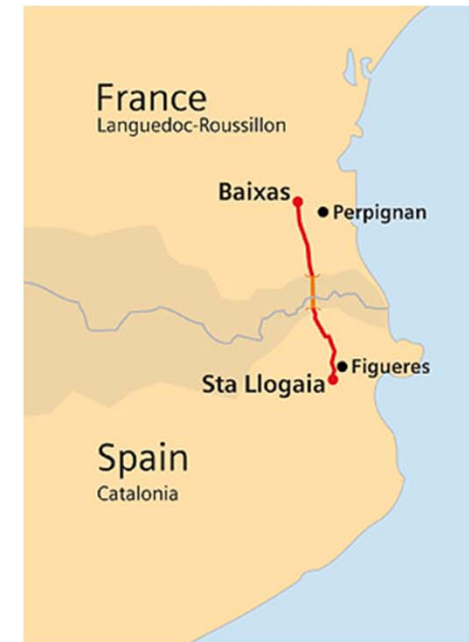 France
Languedoc-Roussillon
Baixas
Perpignan
Figueres
Sta Llogaia
Spain
Catalonia